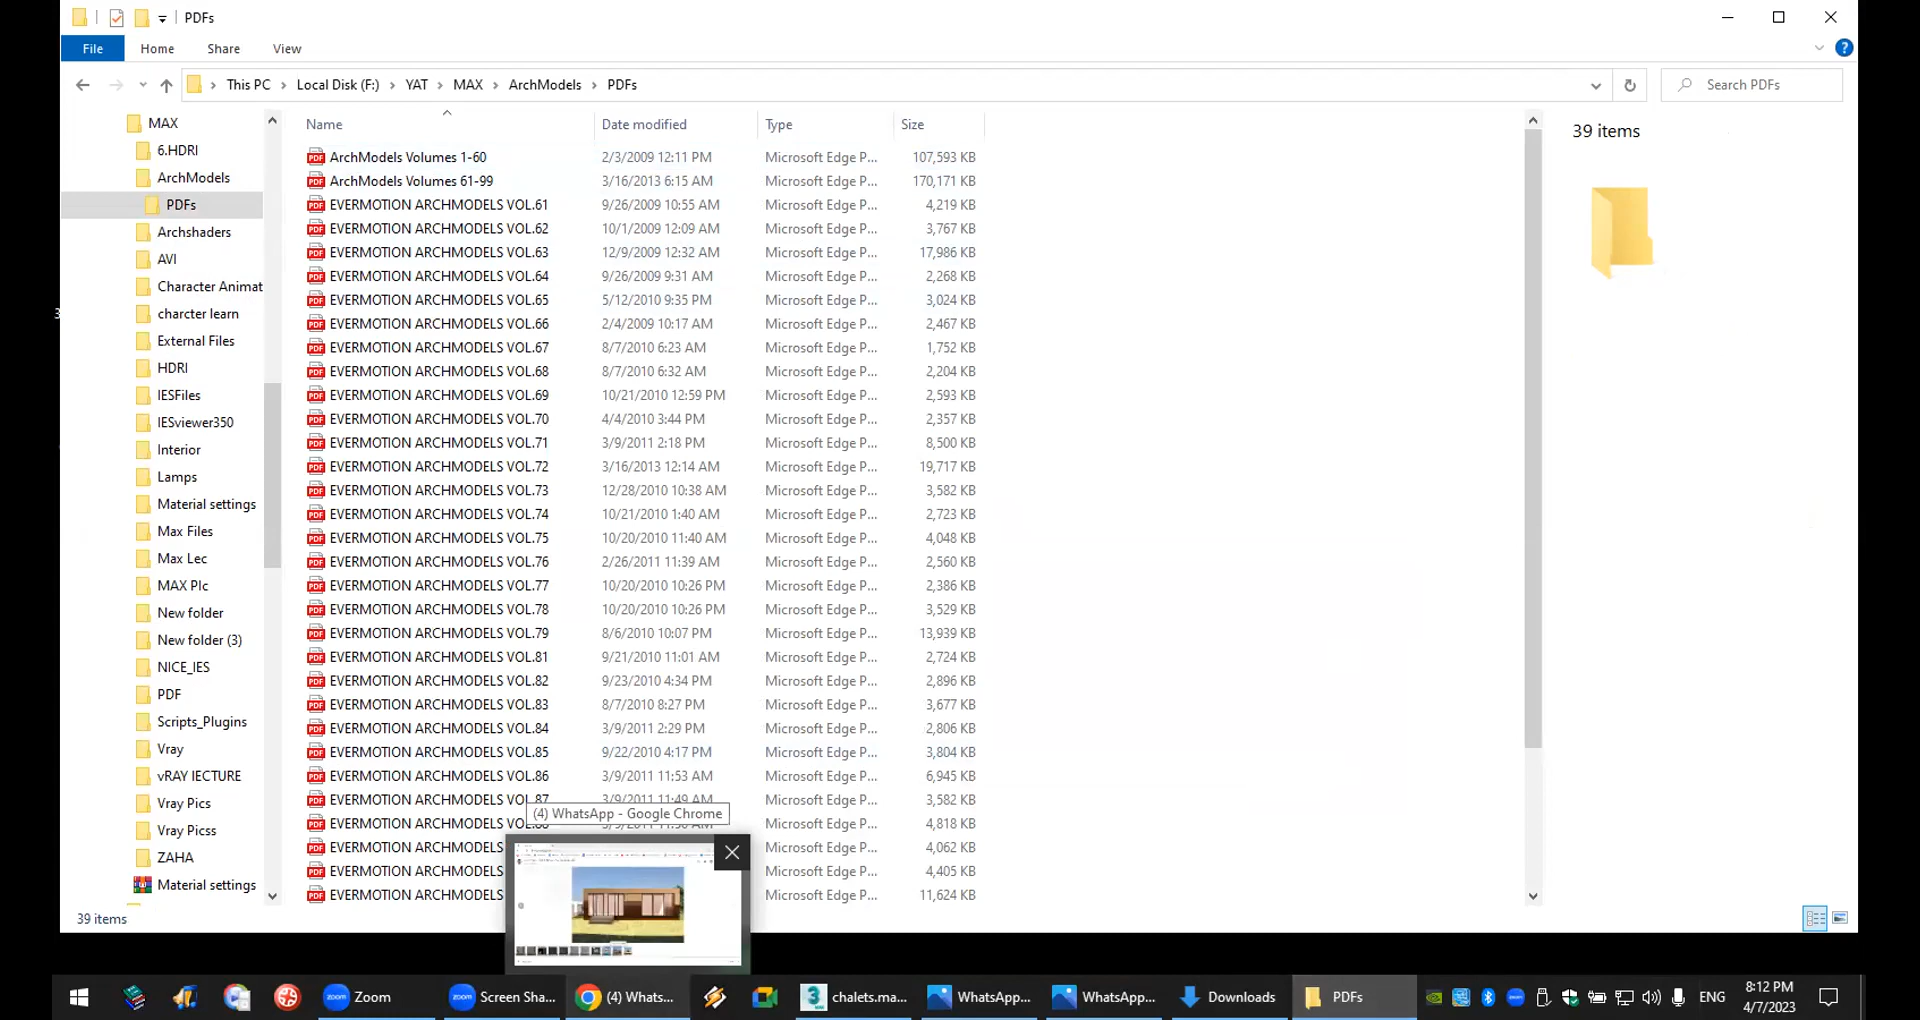 PDFs
File Home Share View
This PC Local Disk (F:) YAT MAX ArchModels PDFs
Search PDFs
MAX
6.HDRI
ArchModels
PDFs
Archshaders
AVI
Character Animat
charcter learn
External Files
HDRI
IESFiles
IESviewer350
Interior
Lamps
Material settings
Max Files
Max Lec
MAX PIc
New folder
New folder (3)
NICE_IES
PDF
Scripts_Plugins
Vray
vRAY lECTURE
Vray Pics
Vray Picss
ZAHA
Material settings
Name Date modified Type Size
ArchModels Volumes 1-60 2/3/2009 12:11 PM Microsoft Edge P... 107,593 KB
ArchModels Volumes 61-99 3/16/2013 6:15 AM Microsoft Edge P... 170,171 KB
EVERMOTION ARCHMODELS VOL.61 9/26/2009 10:55 AM Microsoft Edge P... 4,219 KB
EVERMOTION ARCHMODELS VOL.62 10/1/2009 12:09 AM Microsoft Edge P... 3,767 KB
EVERMOTION ARCHMODELS VOL.63 12/9/2009 12:32 AM Microsoft Edge P... 17,986 KB
EVERMOTION ARCHMODELS VOL.64 9/26/2009 9:31 AM Microsoft Edge P... 2,268 KB
EVERMOTION ARCHMODELS VOL.65 5/12/2010 9:35 PM Microsoft Edge P... 3,024 KB
EVERMOTION ARCHMODELS VOL.66 2/4/2009 10:17 AM Microsoft Edge P... 2,467 KB
EVERMOTION ARCHMODELS VOL.67 8/7/2010 6:23 AM Microsoft Edge P... 1,752 KB
EVERMOTION ARCHMODELS VOL.68 8/7/2010 6:32 AM Microsoft Edge P... 2,204 KB
EVERMOTION ARCHMODELS VOL.69 10/21/2010 12:59 PM Microsoft Edge P... 2,593 KB
EVERMOTION ARCHMODELS VOL.70 4/4/2010 3:44 PM Microsoft Edge P... 2,357 KB
EVERMOTION ARCHMODELS VOL.71 3/9/2011 2:18 PM Microsoft Edge P... 8,500 KB
EVERMOTION ARCHMODELS VOL.72 3/16/2013 12:14 AM Microsoft Edge P... 19,717 KB
EVERMOTION ARCHMODELS VOL.73 12/28/2010 10:38 AM Microsoft Edge P... 3,582 KB
EVERMOTION ARCHMODELS VOL.74 10/21/2010 1:40 AM Microsoft Edge P... 2,723 KB
EVERMOTION ARCHMODELS VOL.75 10/20/2010 11:40 AM Microsoft Edge P... 4,048 KB
EVERMOTION ARCHMODELS VOL.76 2/26/2011 11:39 AM Microsoft Edge P... 2,560 KB
EVERMOTION ARCHMODELS VOL.77 10/20/2010 10:26 PM Microsoft Edge P... 2,386 KB
EVERMOTION ARCHMODELS VOL.78 10/20/2010 10:26 PM Microsoft Edge P... 3,529 KB
EVERMOTION ARCHMODELS VOL.79 8/6/2010 10:07 PM Microsoft Edge P... 13,939 KB
EVERMOTION ARCHMODELS VOL.81 9/21/2010 11:01 AM Microsoft Edge P... 2,724 KB
EVERMOTION ARCHMODELS VOL.82 9/23/2010 4:34 PM Microsoft Edge P... 2,896 KB
EVERMOTION ARCHMODELS VOL.83 8/7/2010 8:27 PM Microsoft Edge P... 3,677 KB
EVERMOTION ARCHMODELS VOL.84 3/9/2011 2:29 PM Microsoft Edge P... 2,806 KB
EVERMOTION ARCHMODELS VOL.85 9/22/2010 4:17 PM Microsoft Edge P... 3,804 KB
EVERMOTION ARCHMODELS VOL.86 3/9/2011 11:53 AM Microsoft Edge P... 6,945 KB
EVERMOTION ARCHMODELS VOL.87 3/9/2011 11:49 AM Microsoft Edge P... 3,582 KB
EVERMOTION ARCHMODELS Microsoft Edge P... 4,818 KB
EVERMOTION ARCHMODELS Microsoft Edge P... 4,062 KB
EVERMOTION ARCHMODELS Microsoft Edge P... 4,405 KB
EVERMOTION ARCHMODELS Microsoft Edge P... 11,624 KB
(4) WhatsApp - Google Chrome
39 items
39 items
Zoom Screen Sha... (4) Whats... chalets.ma... WhatsApp... WhatsApp... Downloads PDFs ENG
8:12 PM
4/7/2023